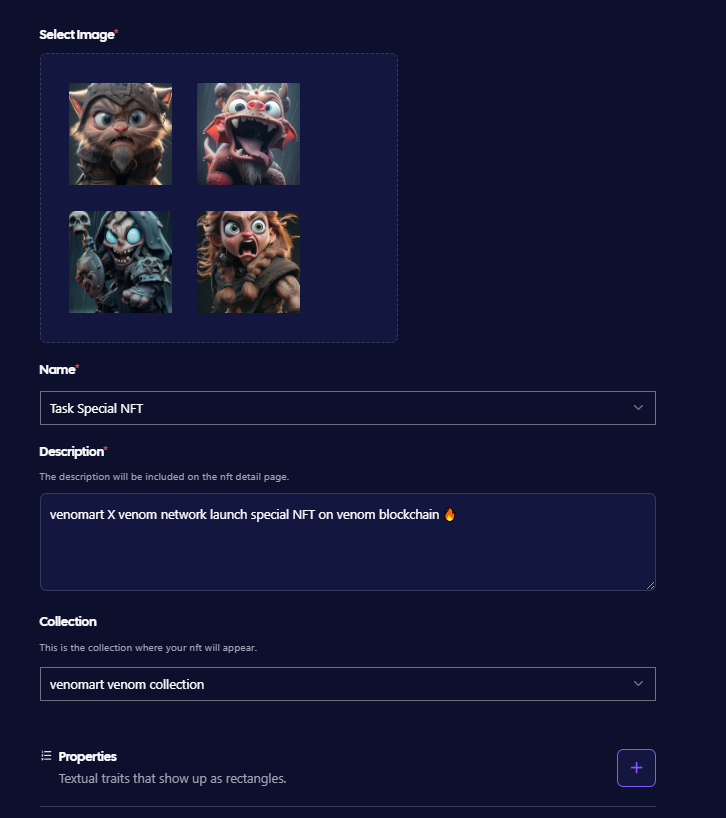 Select Image*
Name*
Task Special NFT
Description*
The description will be included on the nft detail page.
venomart X venom network launch special NFT on venom blockchain 🔥
Collection
This is the collection where your nft will appear.
venomart venom collection
Properties
Textual traits that show up as rectangles.
+